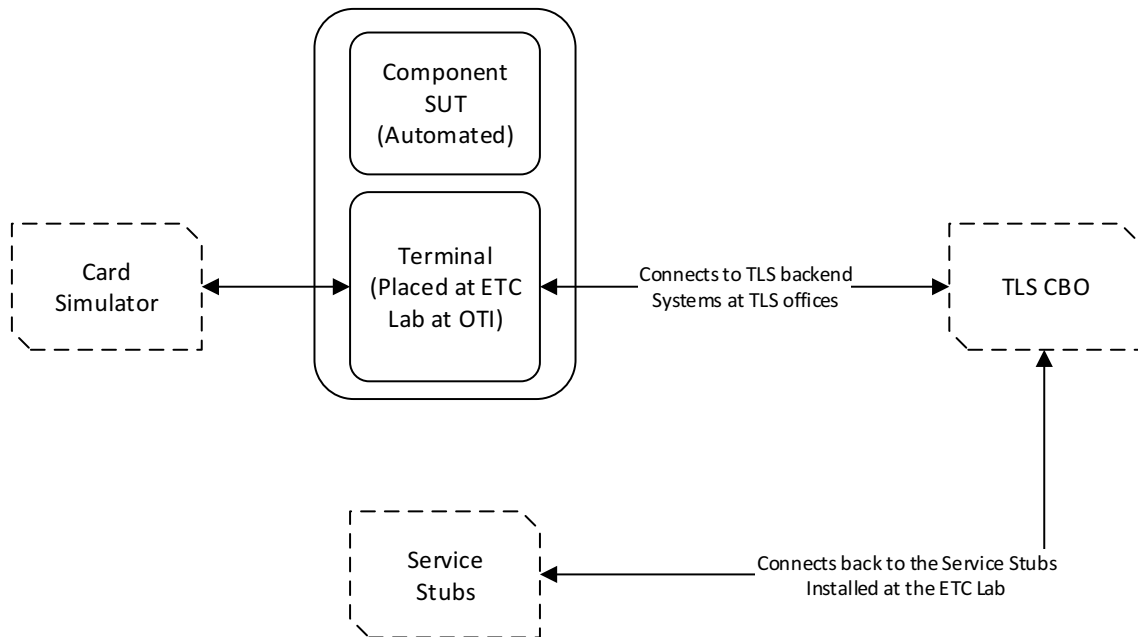 Component
SUT
(Automated)
Card
Simulator
Terminal
(Placed at ETC
Lab at OTI)
Connects to TLS backend
Systems at TLS offices
TLS CBO
Service
Stubs
Connects back to the Service Stubs
Installed at the ETC Lab